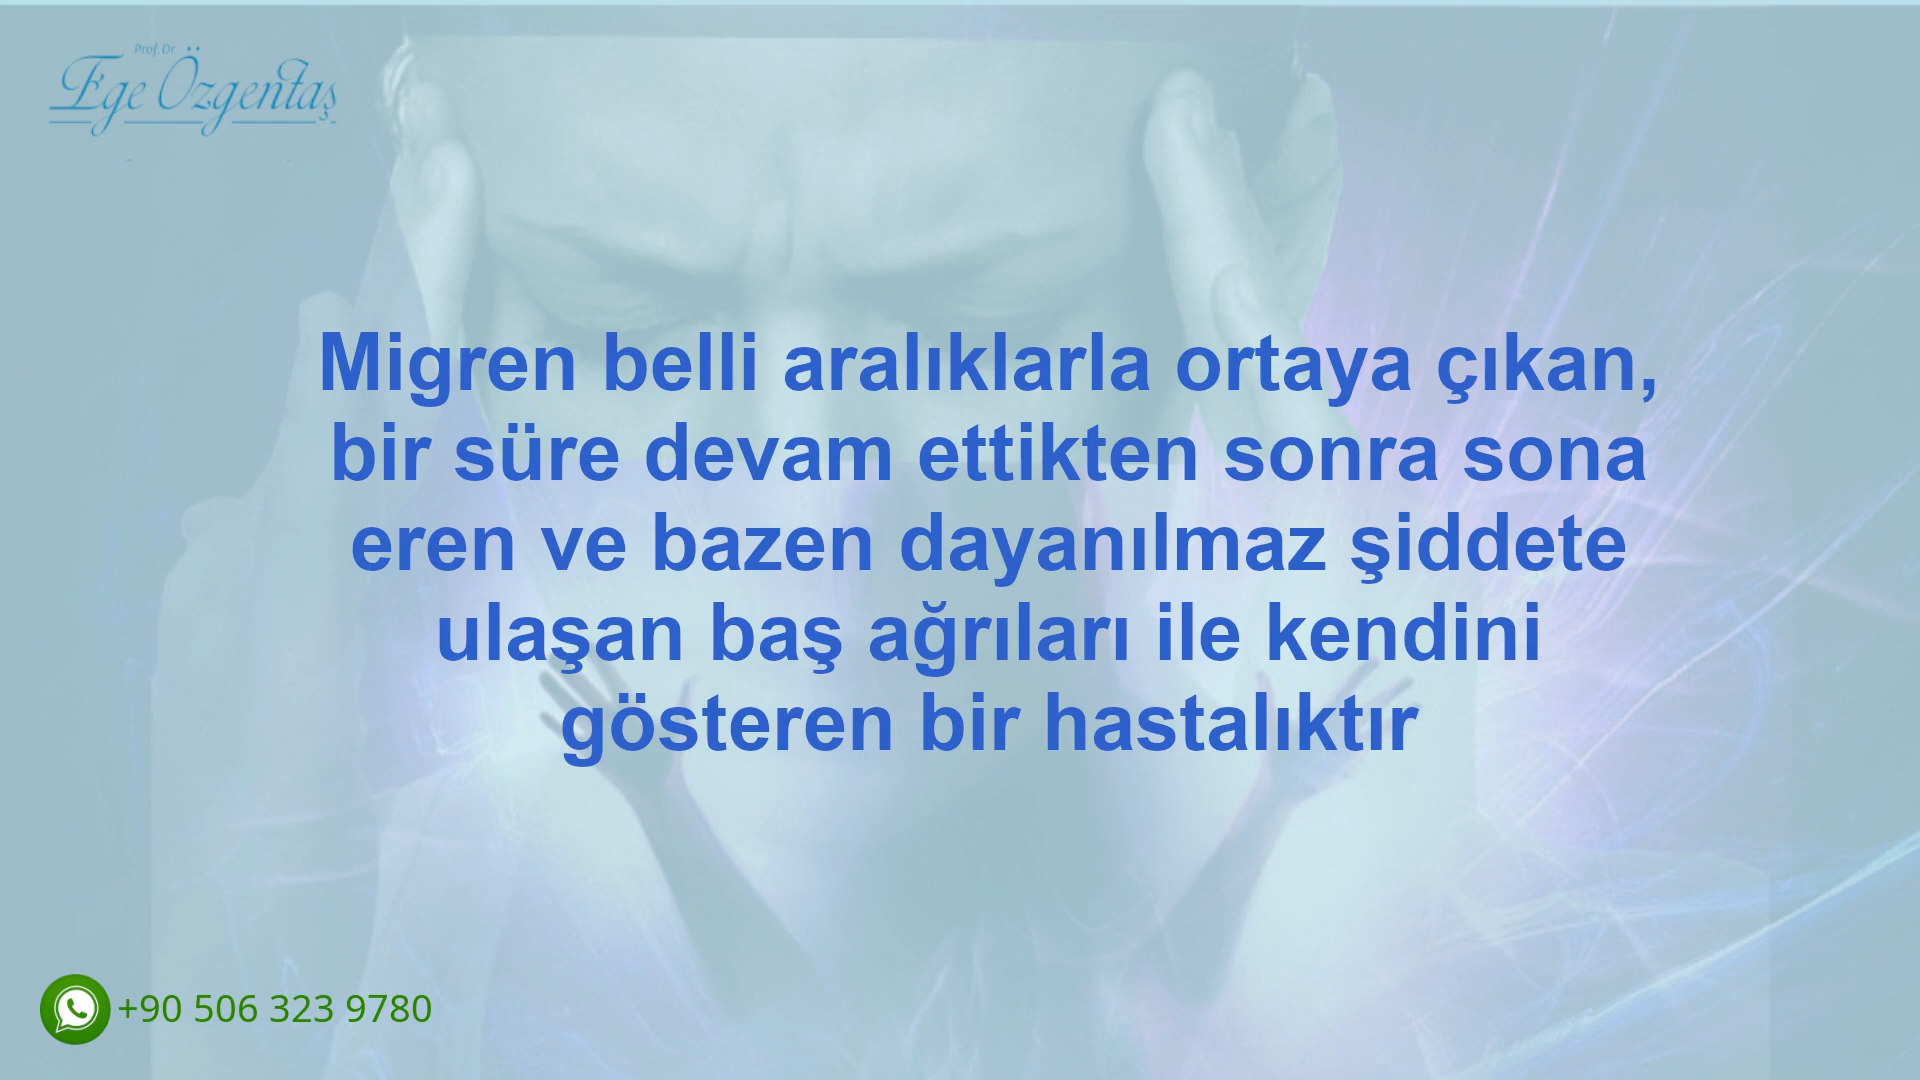 Prof. Dr.
Ege Özgentaş
Migren belli aralıklarla ortaya çıkan,
bir süre devam ettikten sonra sona
eren ve bazen dayanılmaz şiddete
ulaşan baş ağrıları ile kendini
gösteren bir hastalıktır
+90 506 323 9780